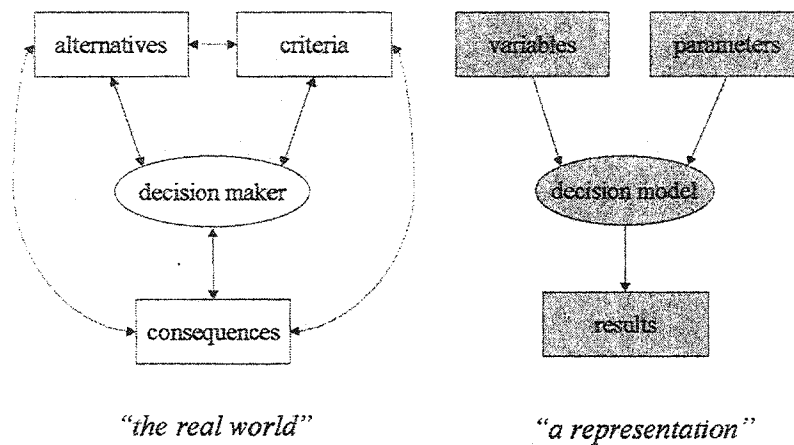 alternatives criteria variables parameters
decision maker decision model
consequences results
“the real world” “a representation”